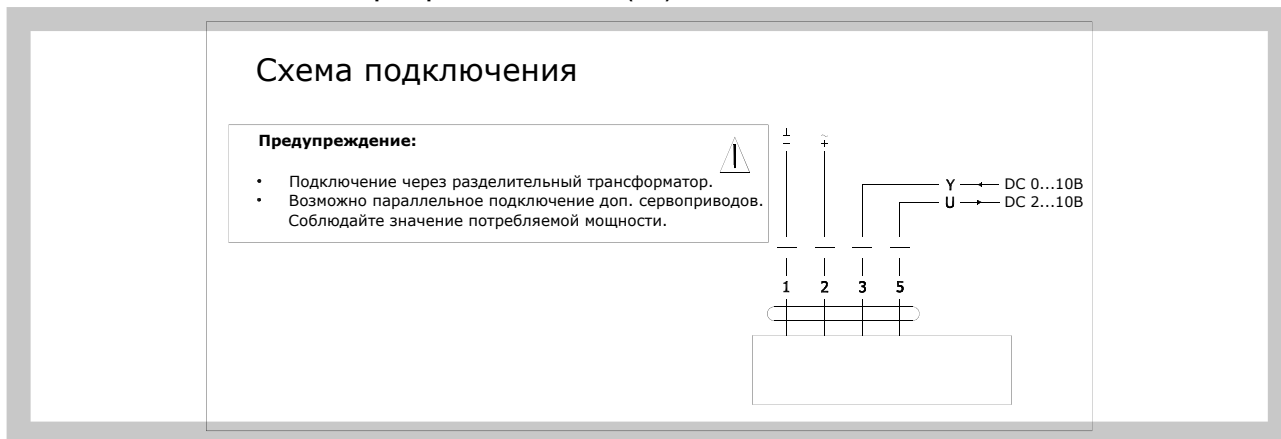 Схема подключения
Предупреждение:
• Подключение через разделительный трансформатор.
• Возможно параллельное подключение доп. сервоприводов.
Соблюдайте значение потребляемой мощности.
⊥ ~
− +
Y DC 0...10В
U DC 2...10В
1 2 3 5